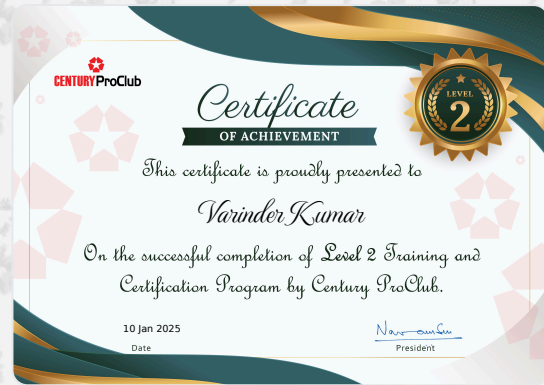 CENTURY ProClub
Certificate
OF ACHIEVEMENT
LEVEL
2
This certificate is proudly presented to
Varinder Kumar
On the successful completion of Level 2 Training and
Certification Program by Century ProClub.
10 Jan 2025
Date
President